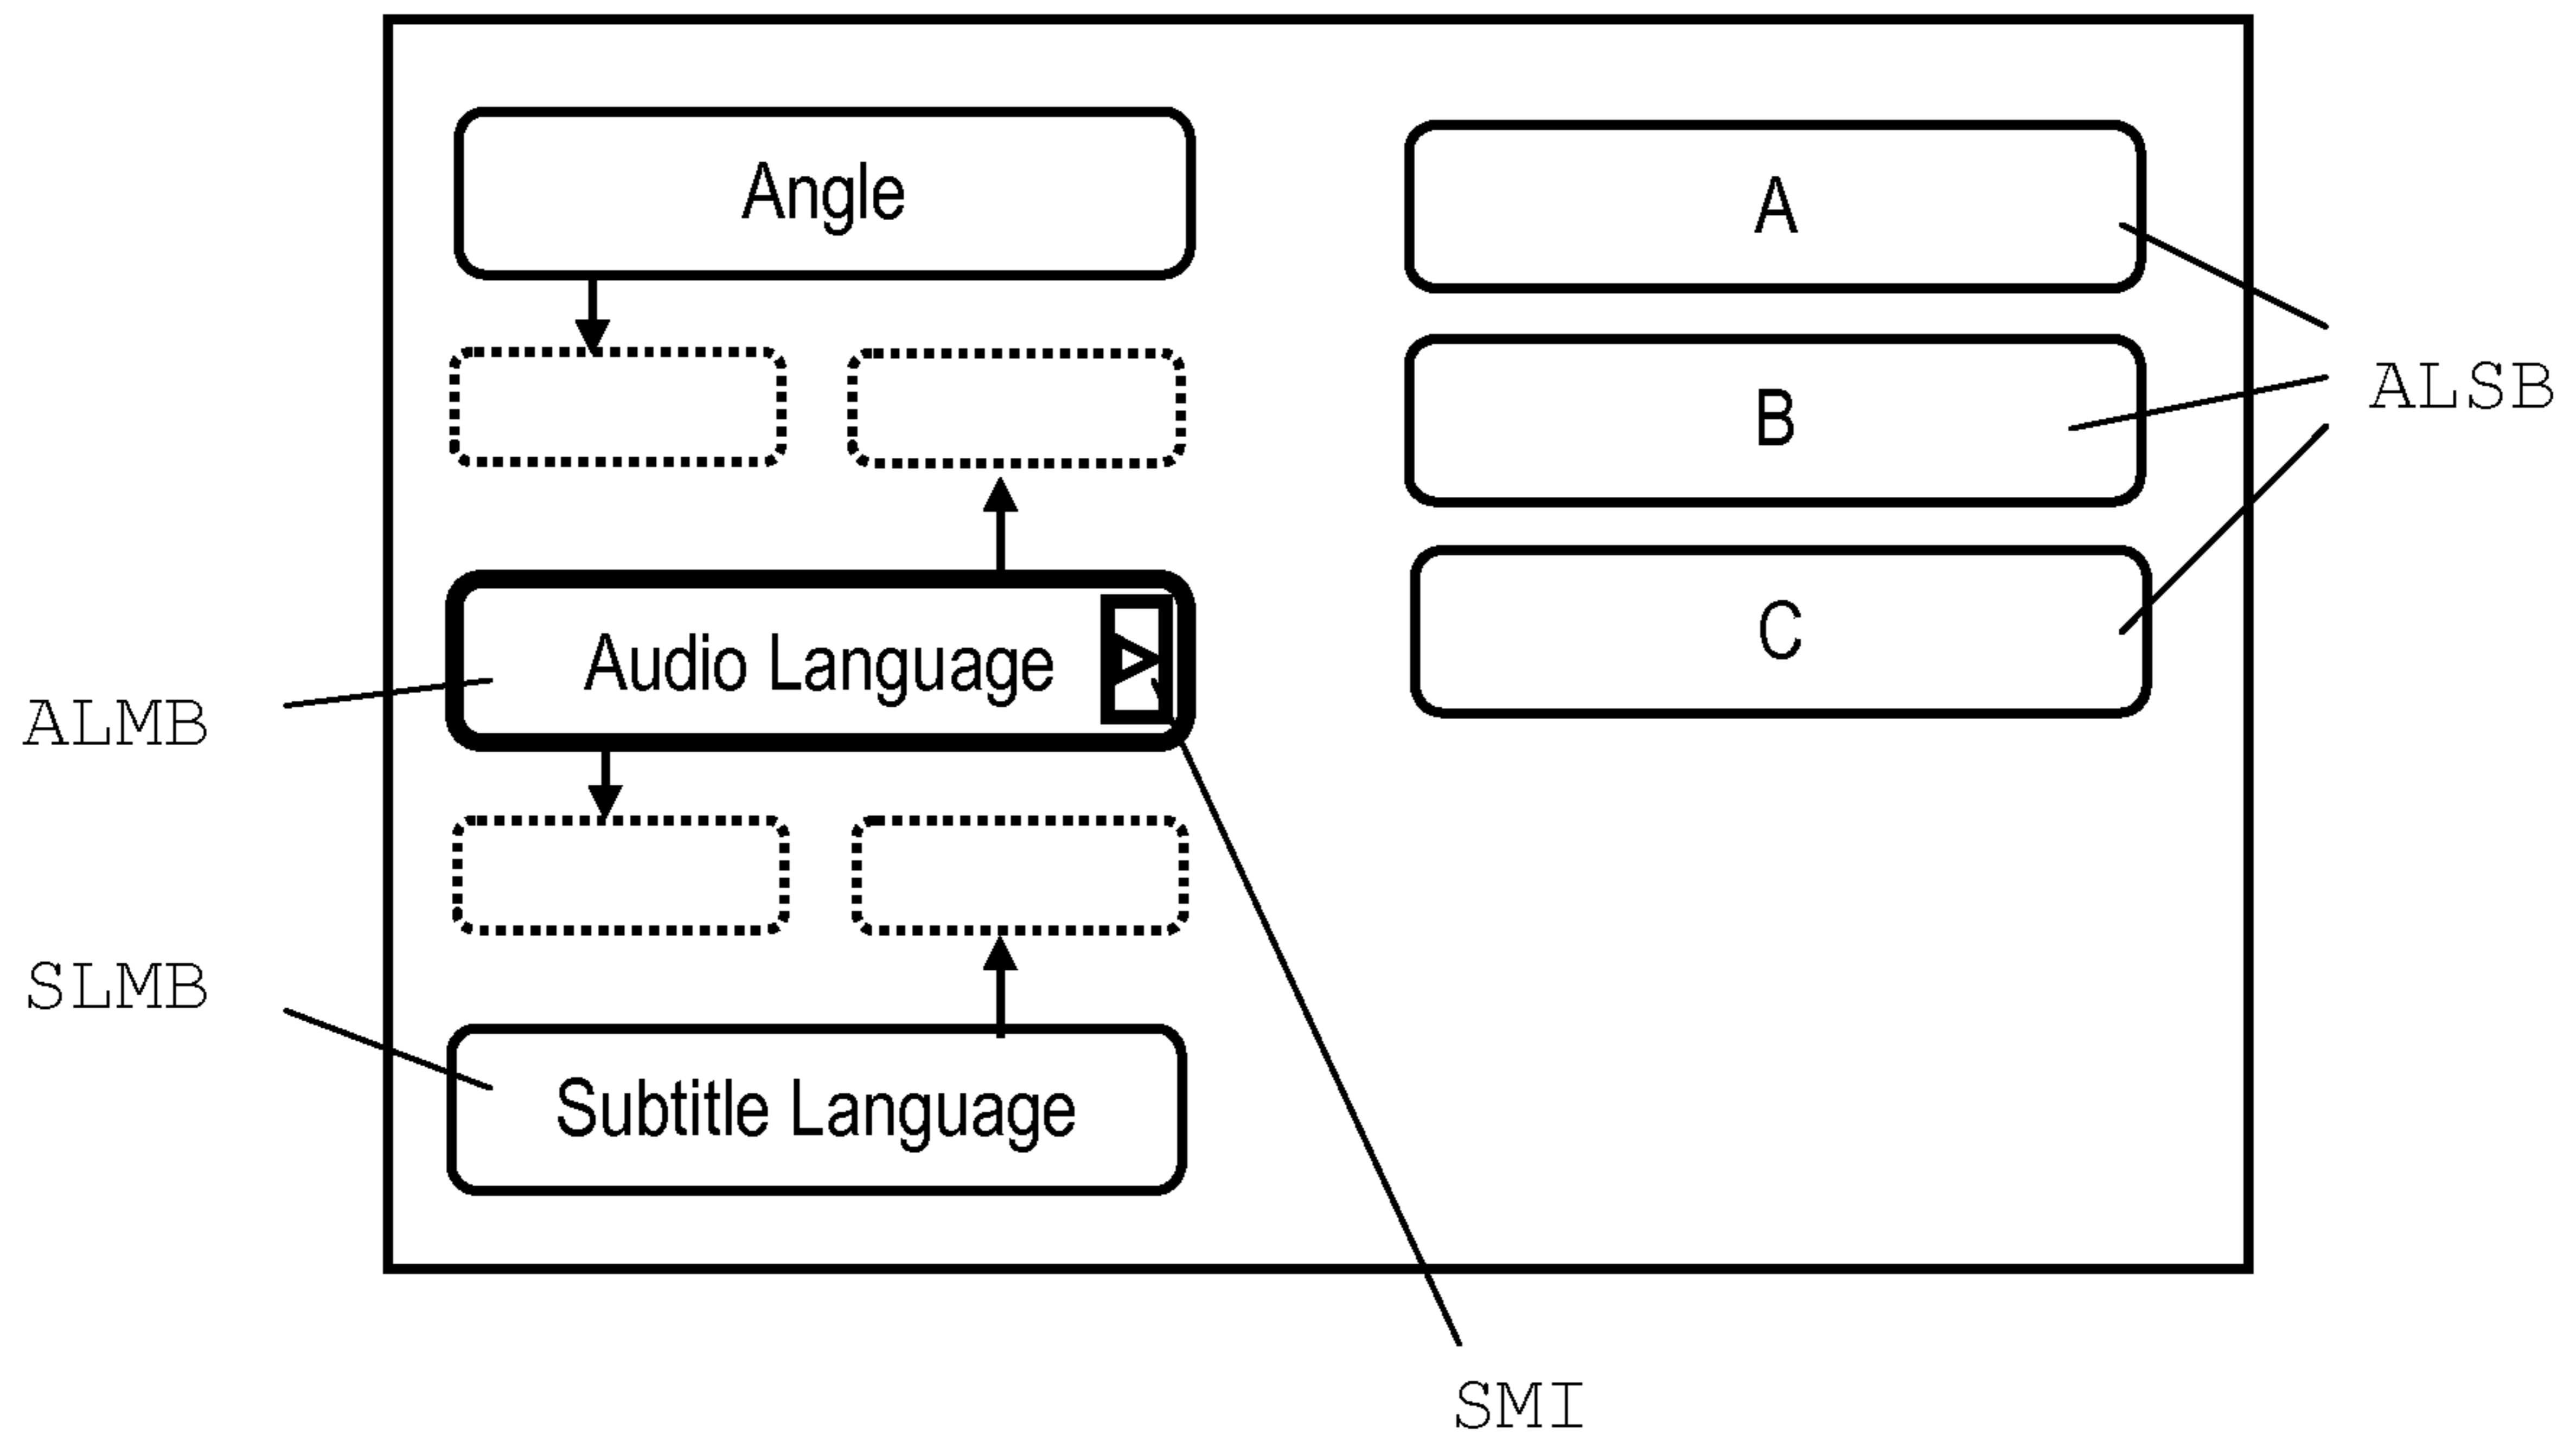 Angle
A
B
ALSB
Audio Language
C
ALMB
SLMB
Subtitle Language
SMI